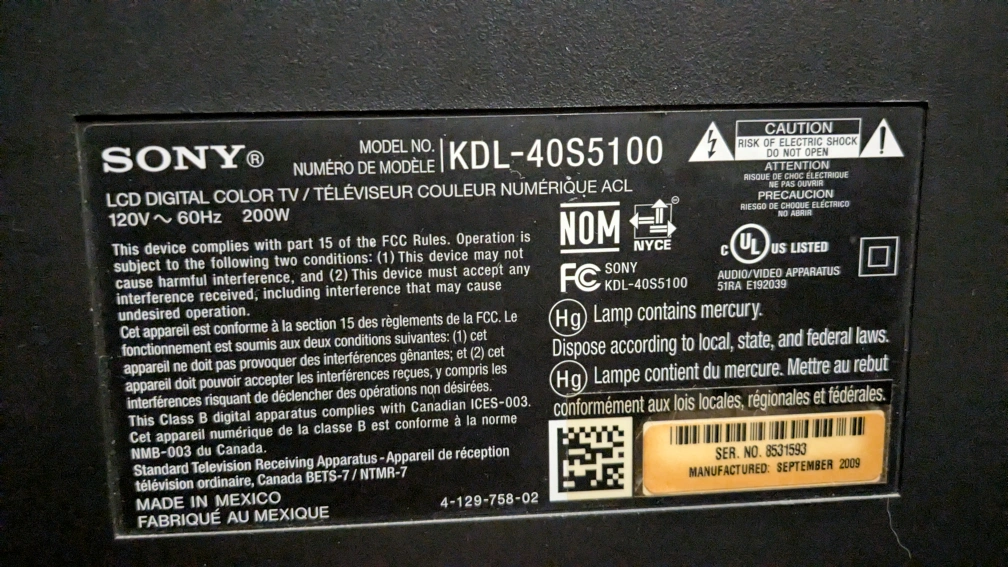 SONY®
MODEL NO.
NUMÉRO DE MODÈLE
KDL-40S5100
LCD DIGITAL COLOR TV / TÉLÉVISEUR COULEUR NUMÉRIQUE ACL
120V ~ 60Hz 200W
This device complies with part 15 of the FCC Rules. Operation is
subject to the following two conditions: (1) This device may not
cause harmful interference, and (2) This device must accept any
interference received, including interference that may cause
undesired operation.
Cet appareil est conforme à la section 15 des règlements de la FCC. Le
fonctionnement est soumis aux deux conditions suivantes: (1) cet
appareil ne doit pas provoquer des interférences gênantes; et (2) cet
appareil doit pouvoir accepter les interférences reçues, y compris les
interférences risquant de déclencher des opérations non désirées.
This Class B digital apparatus complies with Canadian ICES-003.
Cet appareil numérique de la classe B est conforme à la norme
NMB-003 du Canada.
Standard Television Receiving Apparatus - Appareil de réception
télévision ordinaire, Canada BETS-7 / NTMR-7
MADE IN MEXICO
FABRIQUÉ AU MEXIQUE
4-129-758-02
CAUTION
RISK OF ELECTRIC SHOCK
DO NOT OPEN
ATTENTION
RISQUE DE CHOC ÉLECTRIQUE
NE PAS OUVRIR
PRECAUCION
RIESGO DE CHOQUE ELÉCTRICO
NO ABRIR
NOM
NYCE
FC
SONY
KDL-40S5100
C UL US LISTED
AUDIO/VIDEO APPARATUS
51RA E192039
Hg Lamp contains mercury.
Dispose according to local, state, and federal laws.
Hg Lampe contient du mercure. Mettre au rebut
conformément aux lois locales, régionales et fédérales.
SER. NO. 8531593
MANUFACTURED: SEPTEMBER 2009